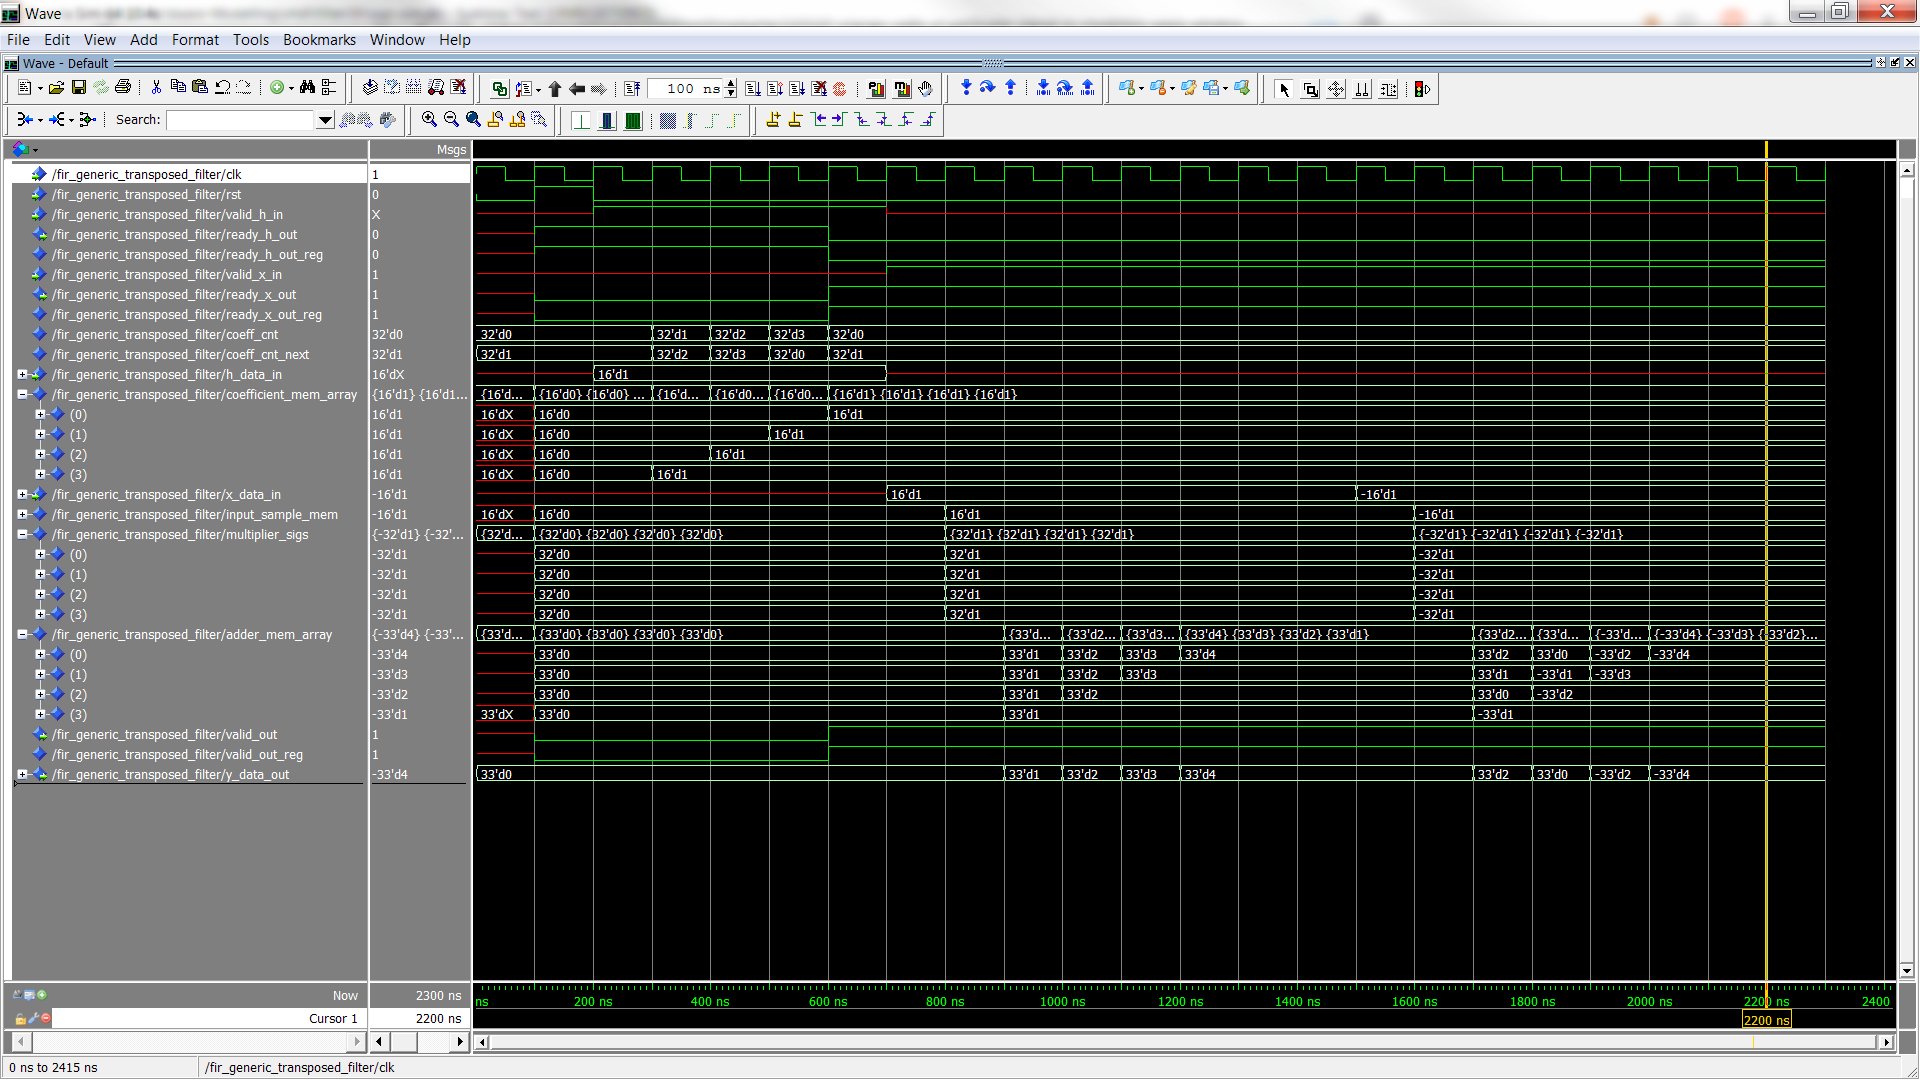 Wave
File Edit View Add Format Tools Bookmarks Window Help
Wave - Default
100 ns
Search:
Msgs
/fir_generic_transposed_filter/clk 1
/fir_generic_transposed_filter/rst 0
/fir_generic_transposed_filter/valid_h_in X
/fir_generic_transposed_filter/ready_h_out 0
/fir_generic_transposed_filter/ready_h_out_reg 0
/fir_generic_transposed_filter/valid_x_in 1
/fir_generic_transposed_filter/ready_x_out 1
/fir_generic_transposed_filter/ready_x_out_reg 1
/fir_generic_transposed_filter/coeff_cnt 32'd0 32'd0 32'd1 32'd2 32'd3 32'd0
/fir_generic_transposed_filter/coeff_cnt_next 32'd1 32'd1 32'd2 32'd3 32'd0 32'd1
/fir_generic_transposed_filter/h_data_in 16'dX 16'd1
/fir_generic_transposed_filter/coefficient_mem_array {16'd1} {16'd1... {16'd... {16'd0} {16'd0} ... {16'd... {16'd0... {16'd0... {16'd1} {16'd1} {16'd1} {16'd1}
(0) 16'd1 16'dX 16'd0 16'd1
(1) 16'd1 16'dX 16'd0 16'd1
(2) 16'd1 16'dX 16'd0 16'd1
(3) 16'd1 16'dX 16'd0 16'd1
/fir_generic_transposed_filter/x_data_in -16'd1 16'd1 -16'd1
/fir_generic_transposed_filter/input_sample_mem -16'd1 16'dX 16'd0 16'd1 -16'd1
/fir_generic_transposed_filter/multiplier_sigs {-32'd1} {-32'... {32'd... {32'd0} {32'd0} {32'd0} {32'd0} {32'd1} {32'd1} {32'd1} {32'd1} {-32'd1} {-32'd1} {-32'd1} {-32'd1}
(0) -32'd1 32'd0 32'd1 -32'd1
(1) -32'd1 32'd0 32'd1 -32'd1
(2) -32'd1 32'd0 32'd1 -32'd1
(3) -32'd1 32'd0 32'd1 -32'd1
/fir_generic_transposed_filter/adder_mem_array {-33'd4} {-33'... {33'd... {33'd0} {33'd0} {33'd0} {33'd0} {33'd... {33'd2... {33'd3... {33'd4} {33'd3} {33'd2} {33'd1} {33'd2... {33'd... {-33'd... {-33'd4} {-33'd3} {-33'd2}...
(0) -33'd4 33'd0 33'd1 33'd2 33'd3 33'd4 33'd2 33'd0 -33'd2 -33'd4
(1) -33'd3 33'd0 33'd1 33'd2 33'd3 33'd1 -33'd1 -33'd3
(2) -33'd2 33'd0 33'd1 33'd2 33'd0 -33'd2
(3) -33'd1 33'dX 33'd0 33'd1 -33'd1
/fir_generic_transposed_filter/valid_out 1
/fir_generic_transposed_filter/valid_out_reg 1
/fir_generic_transposed_filter/y_data_out -33'd4 33'd0 33'd1 33'd2 33'd3 33'd4 33'd2 33'd0 -33'd2 -33'd4
Now 2300 ns ns 200 ns 400 ns 600 ns 800 ns 1000 ns 1200 ns 1400 ns 1600 ns 1800 ns 2000 ns 2200 ns 2400
Cursor 1 2200 ns 2200 ns
0 ns to 2415 ns /fir_generic_transposed_filter/clk